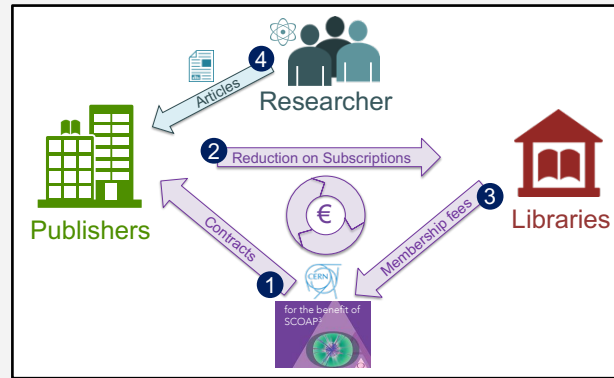 4
Articles
Researcher
2
Reduction on Subscriptions
Publishers
3
Libraries
€
Contracts
Membership fees
1
CERN
for the benefit of
SCOAP³